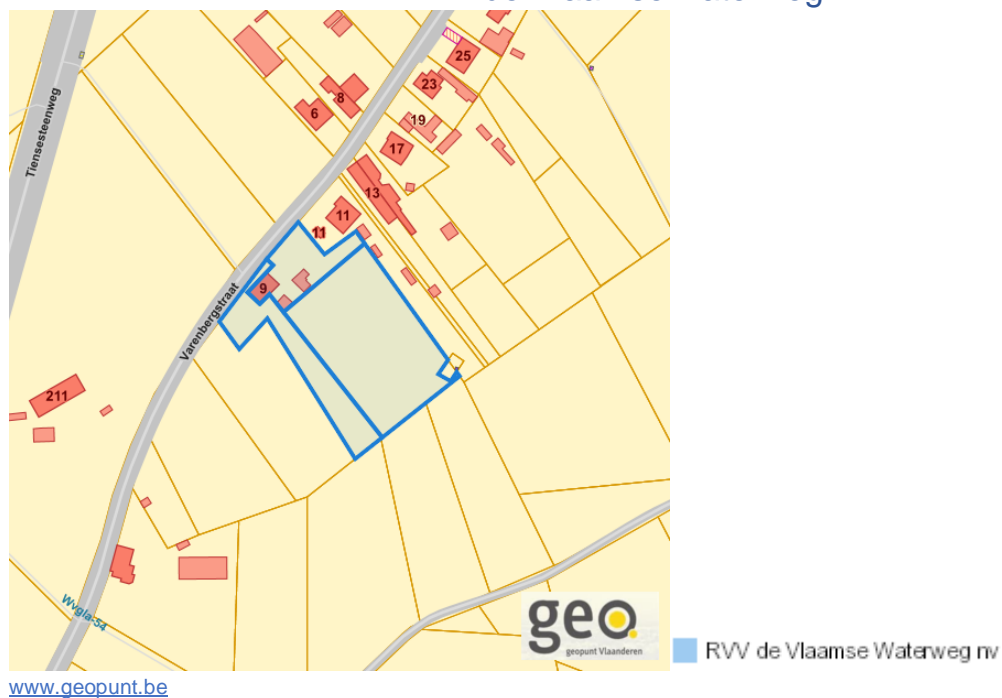 25
23
8
19
6
17
Tiensesteenweg
13
11
11
9
Varenbergstraat
211
Wvgla-54
geo
geopunt Vlaanderen
RVV de Vlaamse Waterweg nv
www.geopunt.be